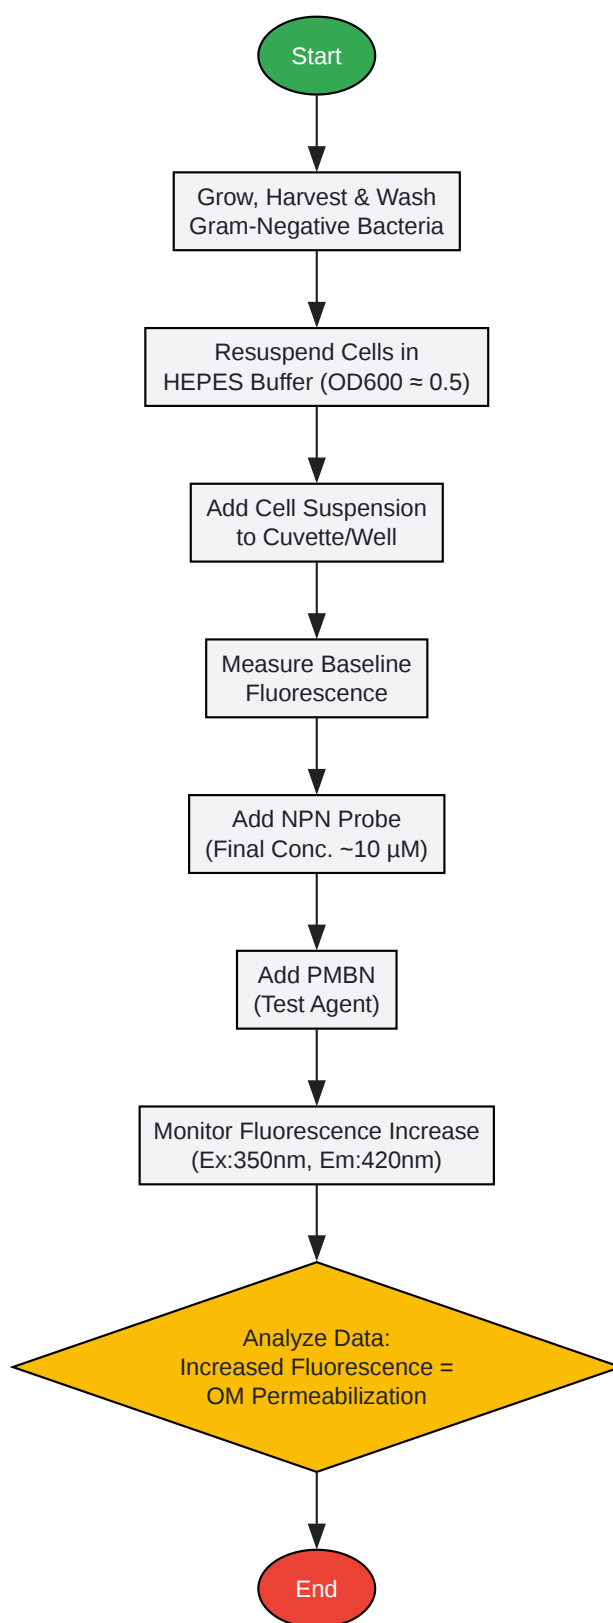 Start
Grow, Harvest & Wash
Gram-Negative Bacteria
Resuspend Cells in
HEPES Buffer (OD600 ≈ 0.5)
Add Cell Suspension
to Cuvette/Well
Measure Baseline
Fluorescence
Add NPN Probe
(Final Conc. ~10 µM)
Add PMBN
(Test Agent)
Monitor Fluorescence Increase
(Ex:350nm, Em:420nm)
Analyze Data:
Increased Fluorescence =
OM Permeabilization
End